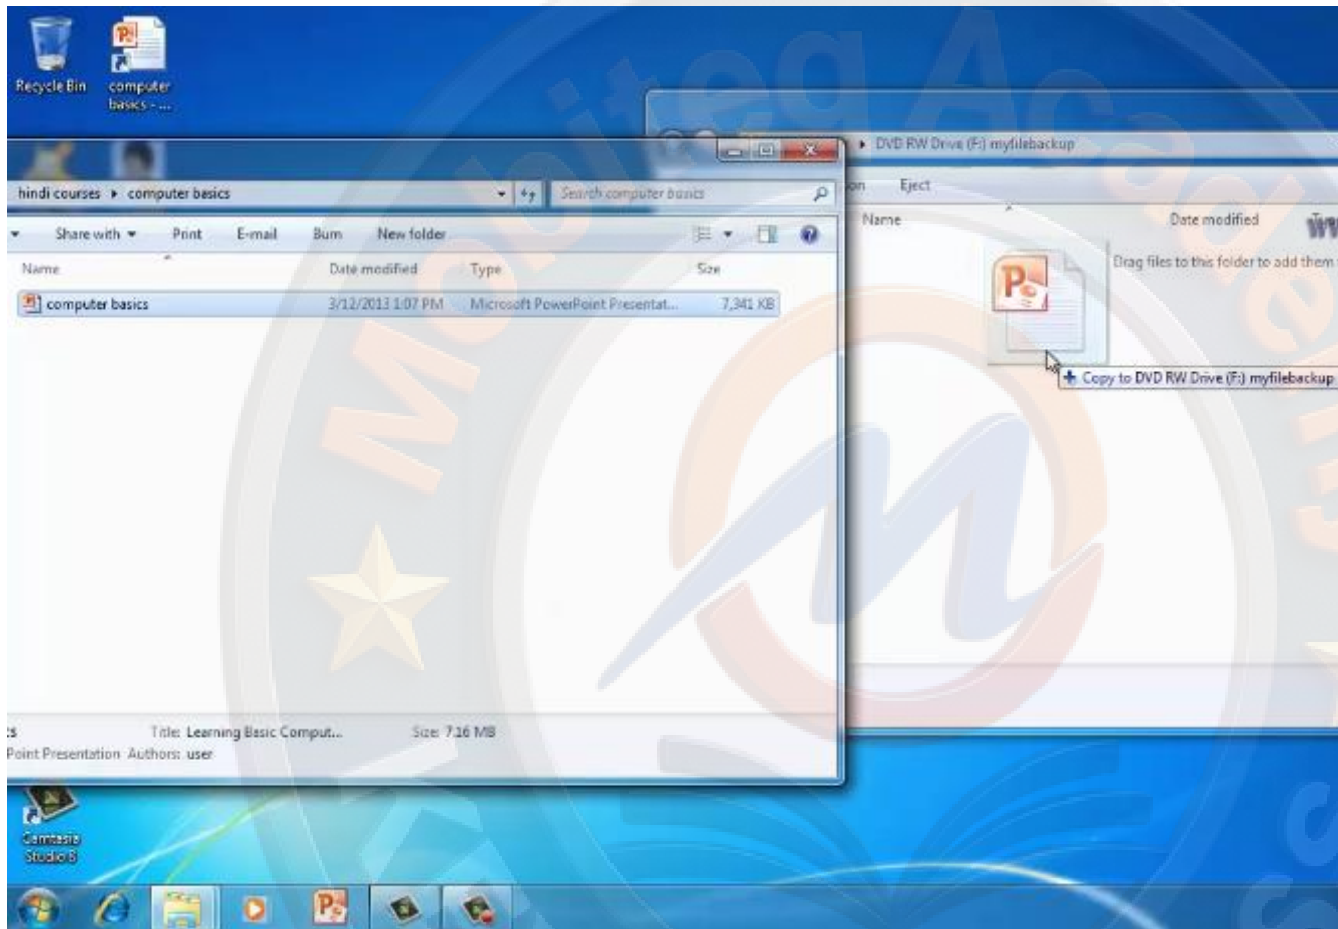 Recycle Bin
computer
basics - ...
DVD RW Drive (F:) myfilebackup
hindi courses ▸ computer basics
Search computer basics
on Eject
Share with Print E-mail Burn New folder
Name Date modified
Name Date modified Type Size
Drag files to this folder to add them
computer basics 3/12/2013 1:07 PM Microsoft PowerPoint Presentat... 7,341 KB
Copy to DVD RW Drive (F:) myfilebackup
Mobiteq Academy
Title: Learning Basic Comput... Size: 7.16 MB
Point Presentation Authors: user
Camtasia
Studio 8